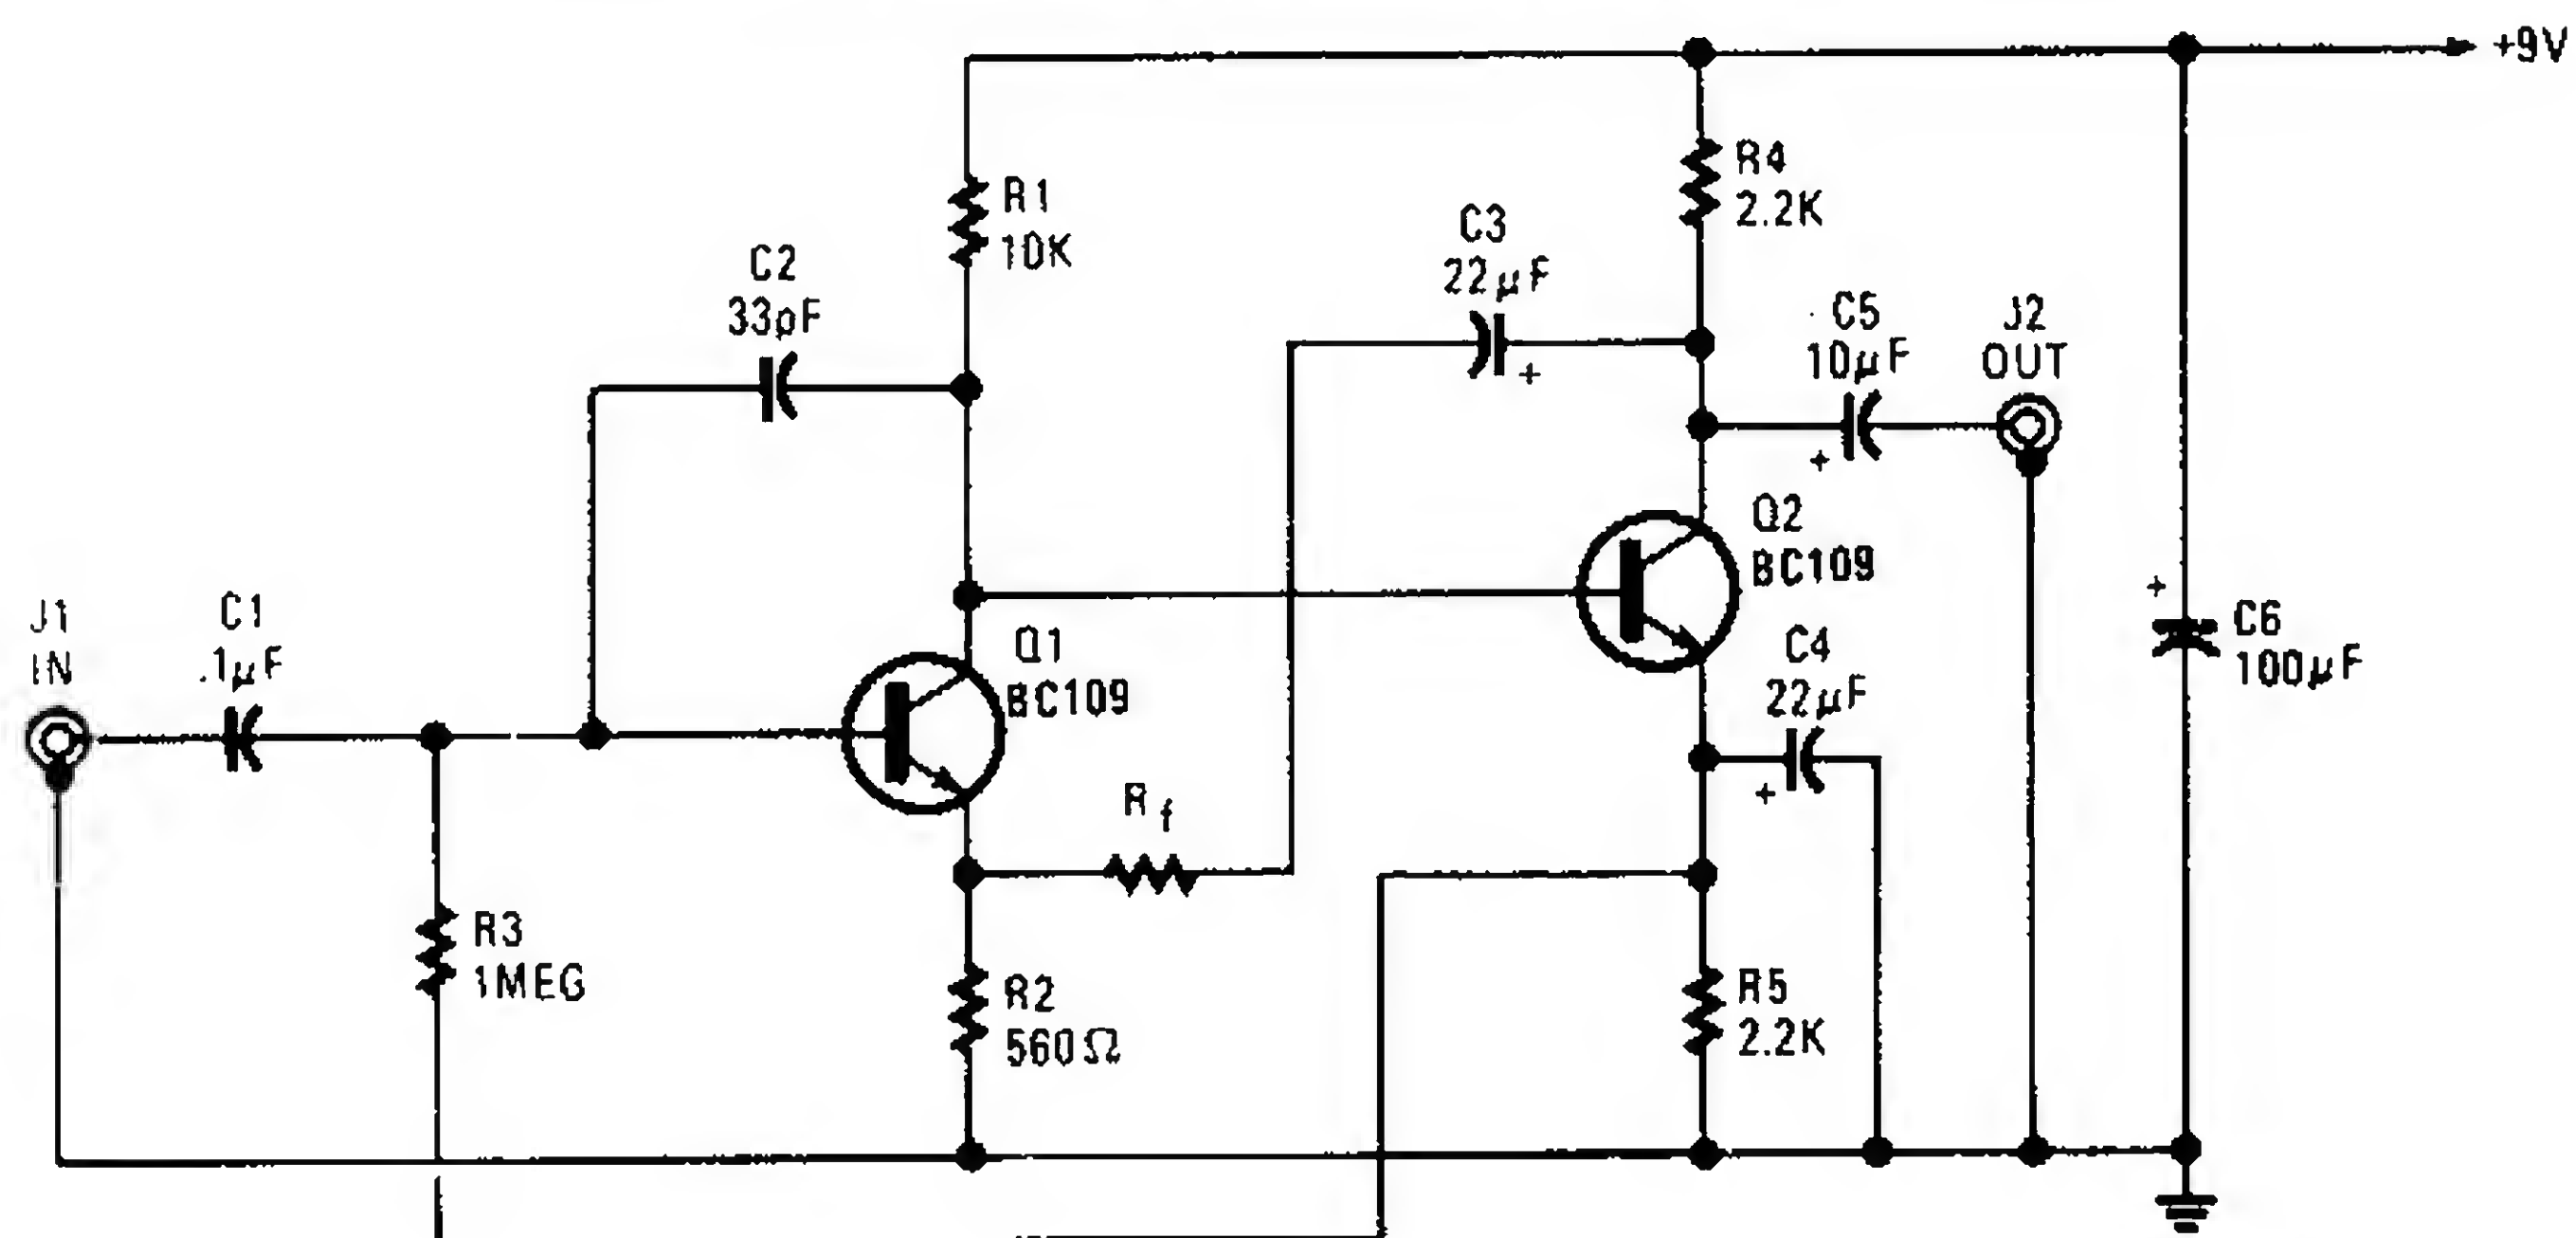 +9V
R1
10K
R4
2.2K
C3
22µF
C2
33pF
C5
10µF
J2
OUT
Q2
BC109
J1
IN
C1
.1µF
Q1
BC109
C4
22µF
C6
100µF
+
+
+
+
Rf
R3
1MEG
R2
560Ω
R5
2.2K